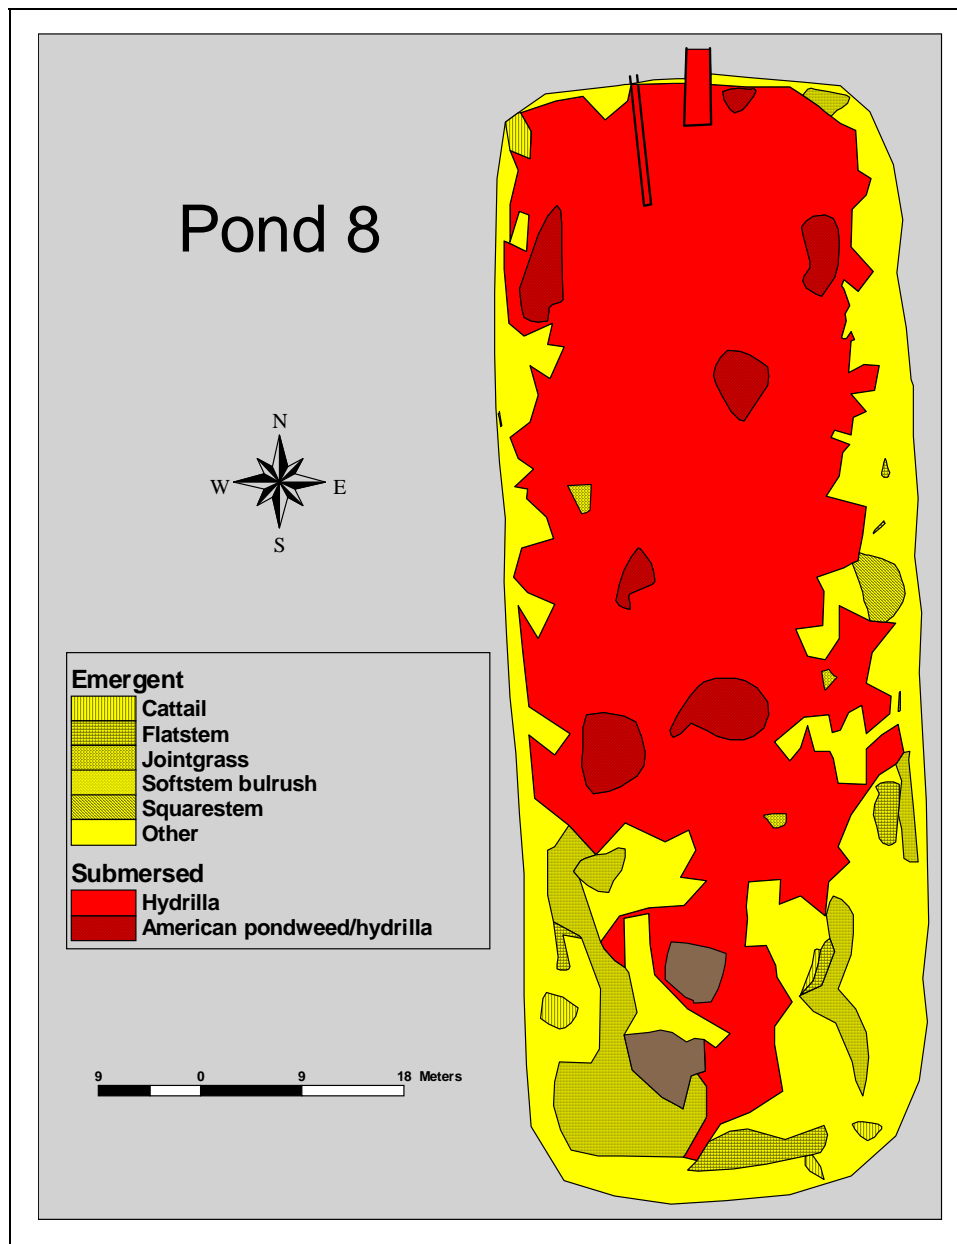 Pond 8
N
W E
S
Emergent
Cattail
Flatstem
Jointgrass
Softstem bulrush
Squarestem
Other
Submersed
Hydrilla
American pondweed/hydrilla
9 0 9 18 Meters